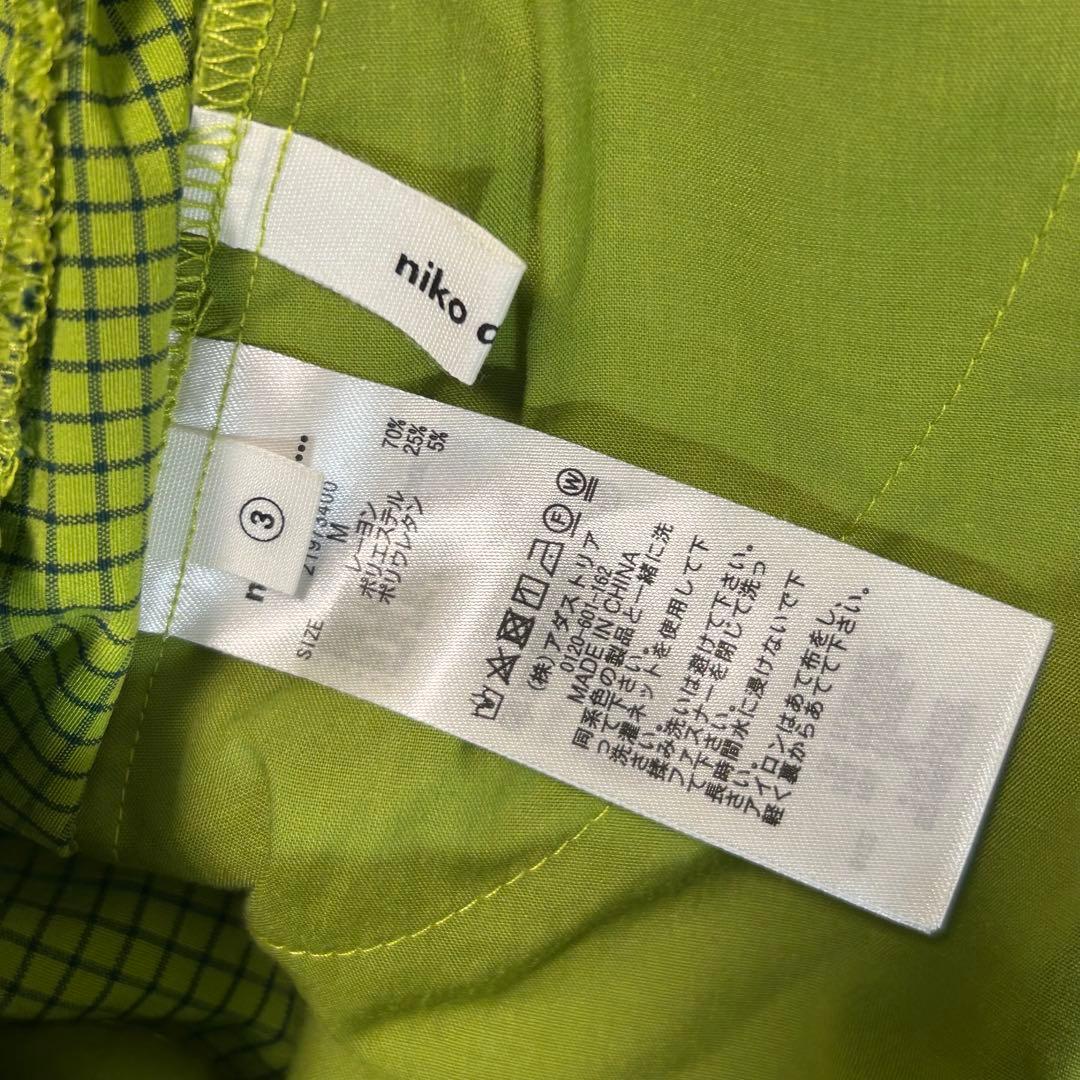 niko
③
SIZE M
レーヨン 70%
ポリエステル 25%
ポリウレタン 5%
W
F
(株)アダストリア
0120-601-162
MADE IN CHINA
同系色の製品と一緒に洗
って下さい。
洗濯ネットを使用して下
さい。
揉み洗いは避けて下さい。
ファスナーを閉じて洗っ
て下さい。
長時間水に浸けないで下
さい。
アイロンはあて布をし、
軽く裏からあてて下さい。